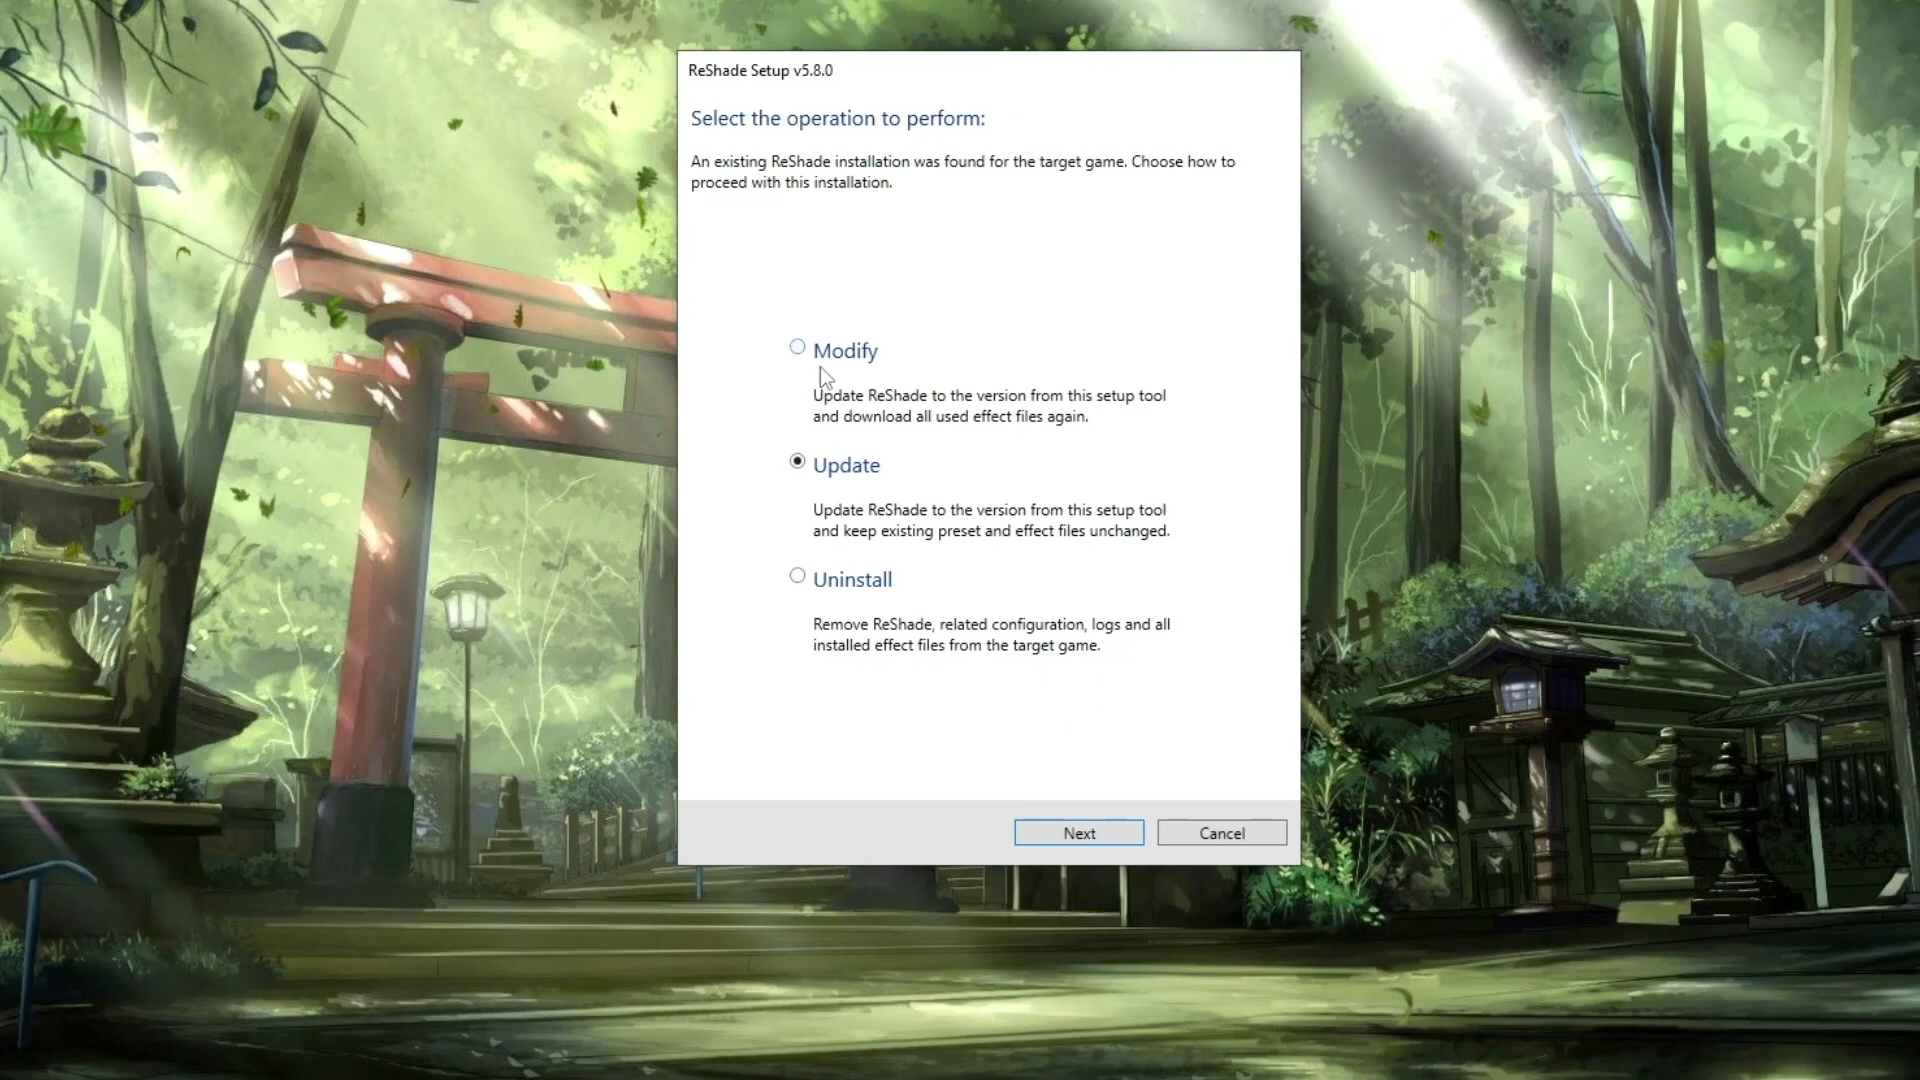 ReShade Setup v5.8.0
Select the operation to perform:
An existing ReShade installation was found for the target game. Choose how to
proceed with this installation.
Modify
Update ReShade to the version from this setup tool
and download all used effect files again.
Update
Update ReShade to the version from this setup tool
and keep existing preset and effect files unchanged.
Uninstall
Remove ReShade, related configuration, logs and all
installed effect files from the target game.
Next
Cancel